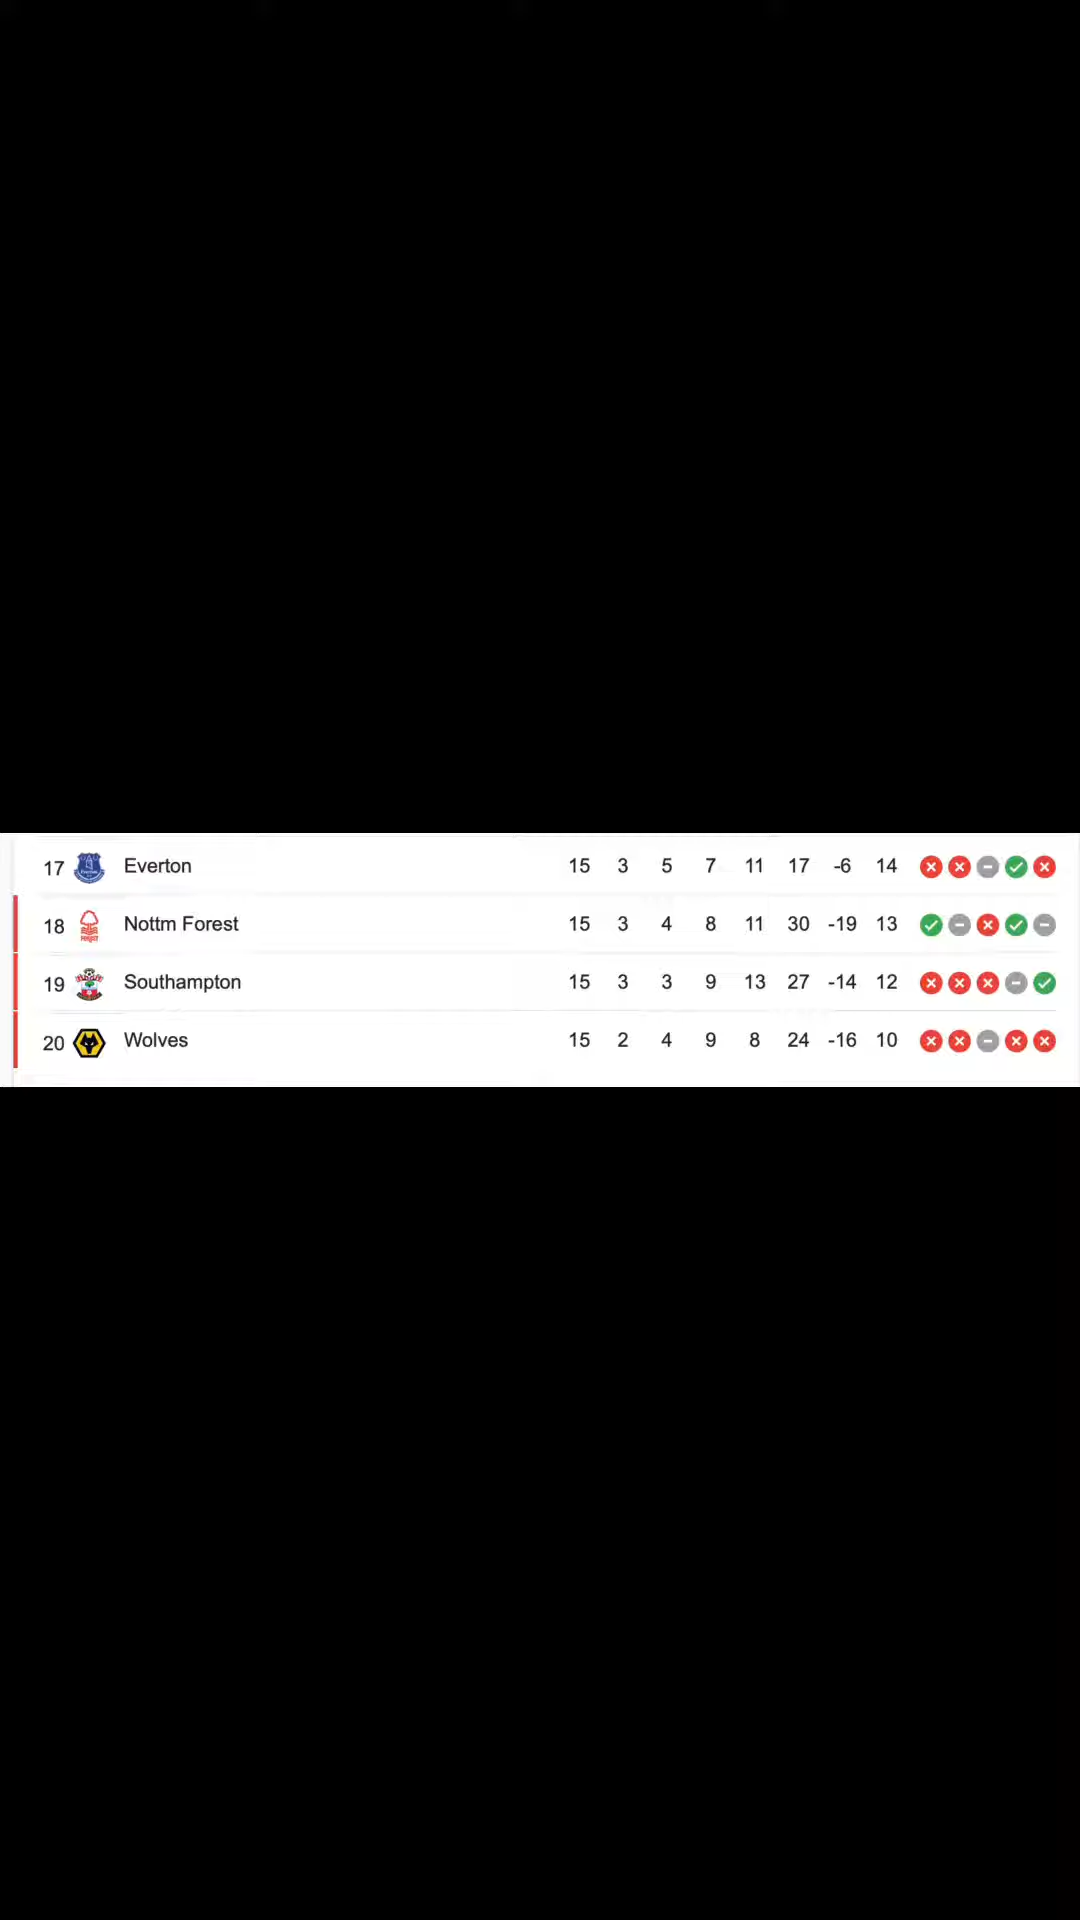 17 Everton 15 3 5 7 11 17 -6 14
18 Nottm Forest 15 3 4 8 11 30 -19 13
19 Southampton 15 3 3 9 13 27 -14 12
20 Wolves 15 2 4 9 8 24 -16 10